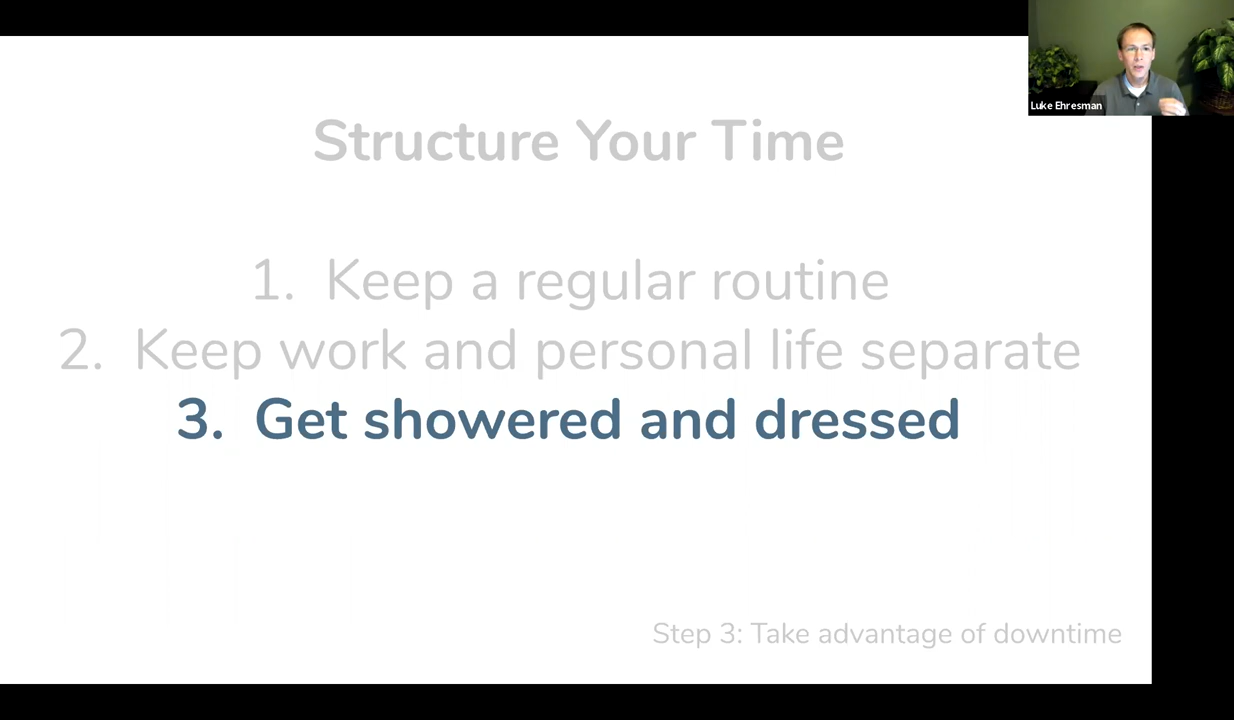 Luke Ehresman
Structure Your Time
1. Keep a regular routine
2. Keep work and personal life separate
3. Get showered and dressed
Step 3: Take advantage of downtime